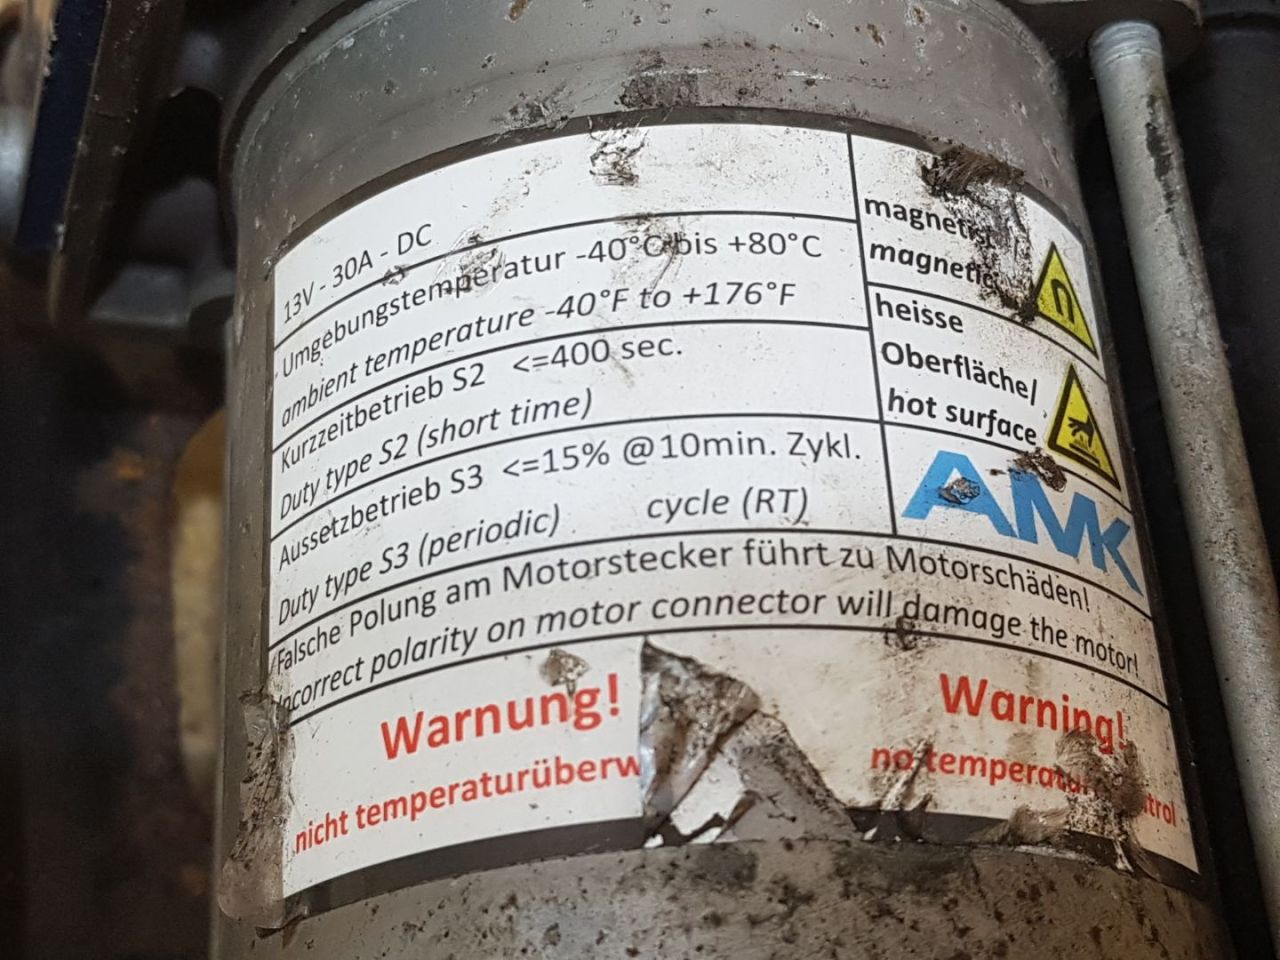 13V - 30A - DC
Umgebungstemperatur -40°C bis +80°C
ambient temperature -40°F to +176°F
Kurzzeitbetrieb S2 <=400 sec.
Duty type S2 (short time)
Aussetzbetrieb S3 <=15% @10min. Zykl.
Duty type S3 (periodic) cycle (RT)
magnetic
heisse
Oberfläche/
hot surface
AMK
Falsche Polung am Motorstecker führt zu Motorschäden!
Incorrect polarity on motor connector will damage the motor!
Warnung!
nicht
Warning!
no